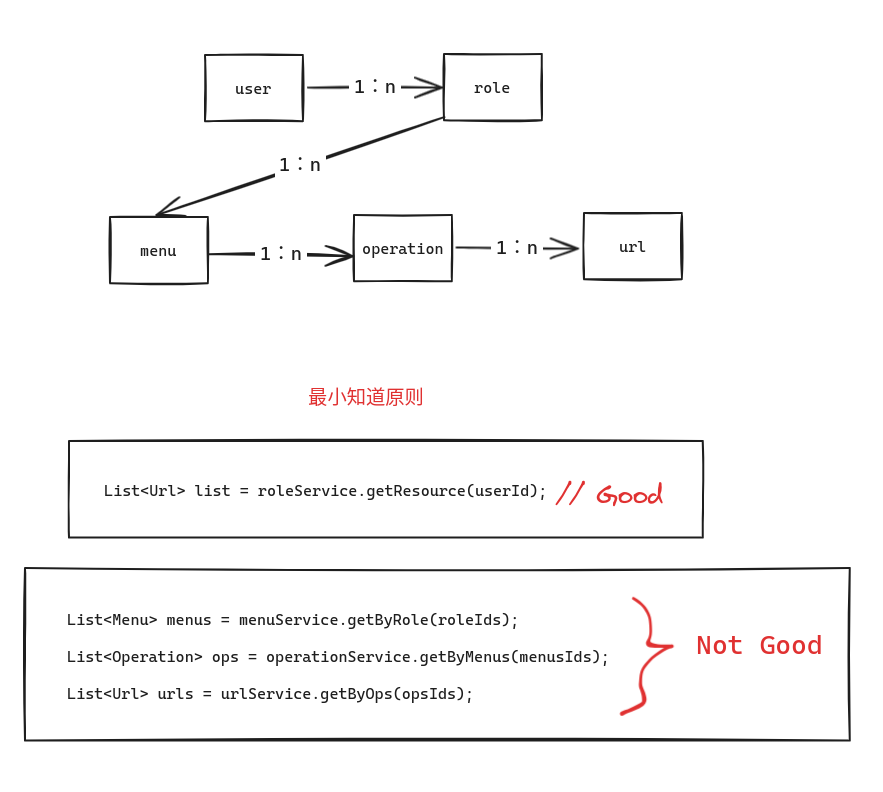 user
1：n
role
1：n
menu
1：n
operation
1：n
url
最小知道原则
List<Url> list = roleService.getResource(userId);
// Good
List<Menu> menus = menuService.getByRole(roleIds);
List<Operation> ops = operationService.getByMenus(menusIds);
List<Url> urls = urlService.getByOps(opsIds);
Not Good